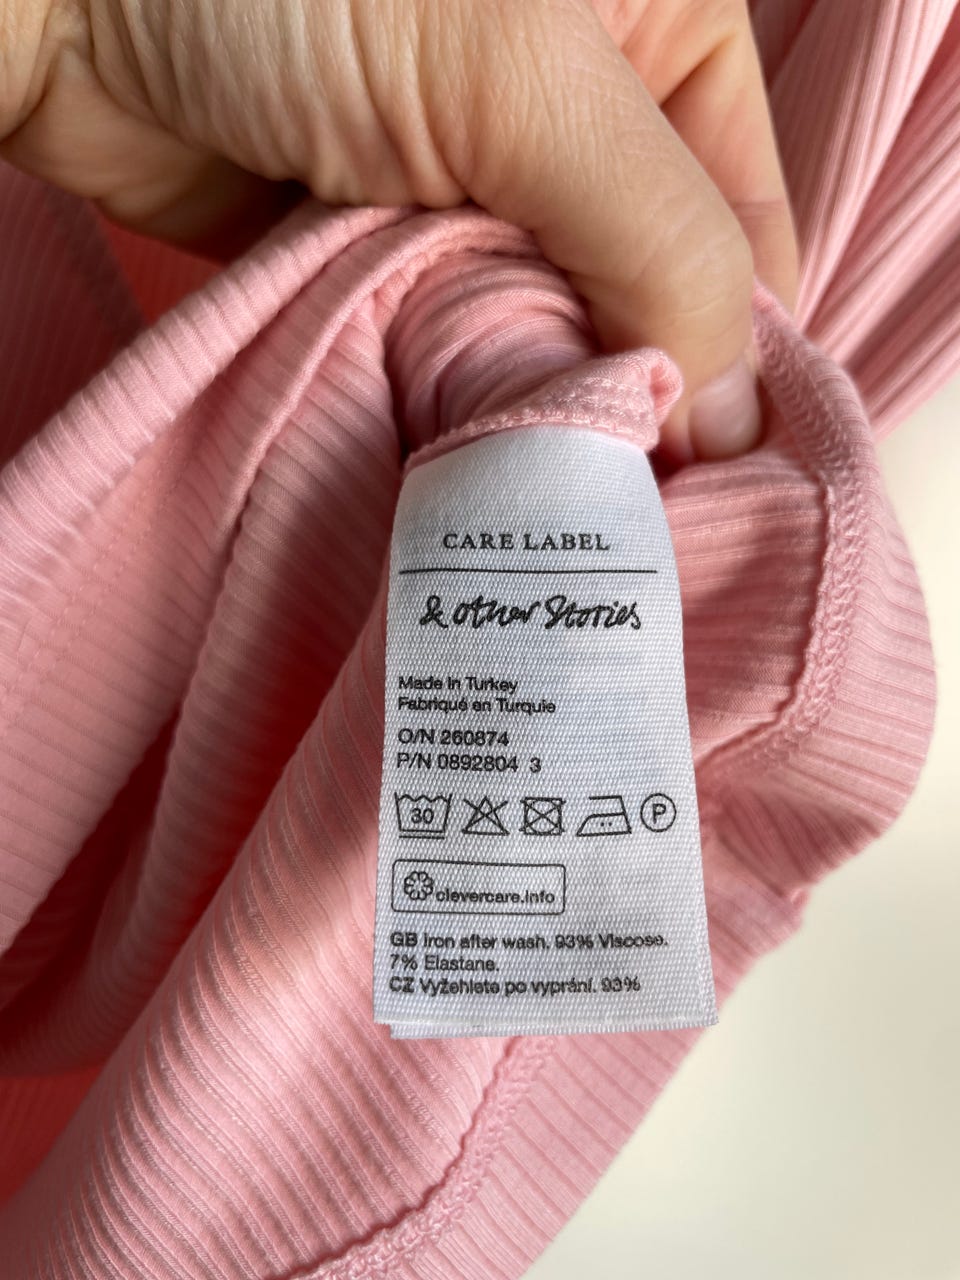 CARE LABEL
& other Stories
Made in Turkey
Fabriqué en Turquie
O/N 260874
P/N 0892804 3
30 P
clevercare.info
GB Iron after wash. 93% Viscose.
7% Elastane.
CZ Vyžehlete po vyprání. 93%